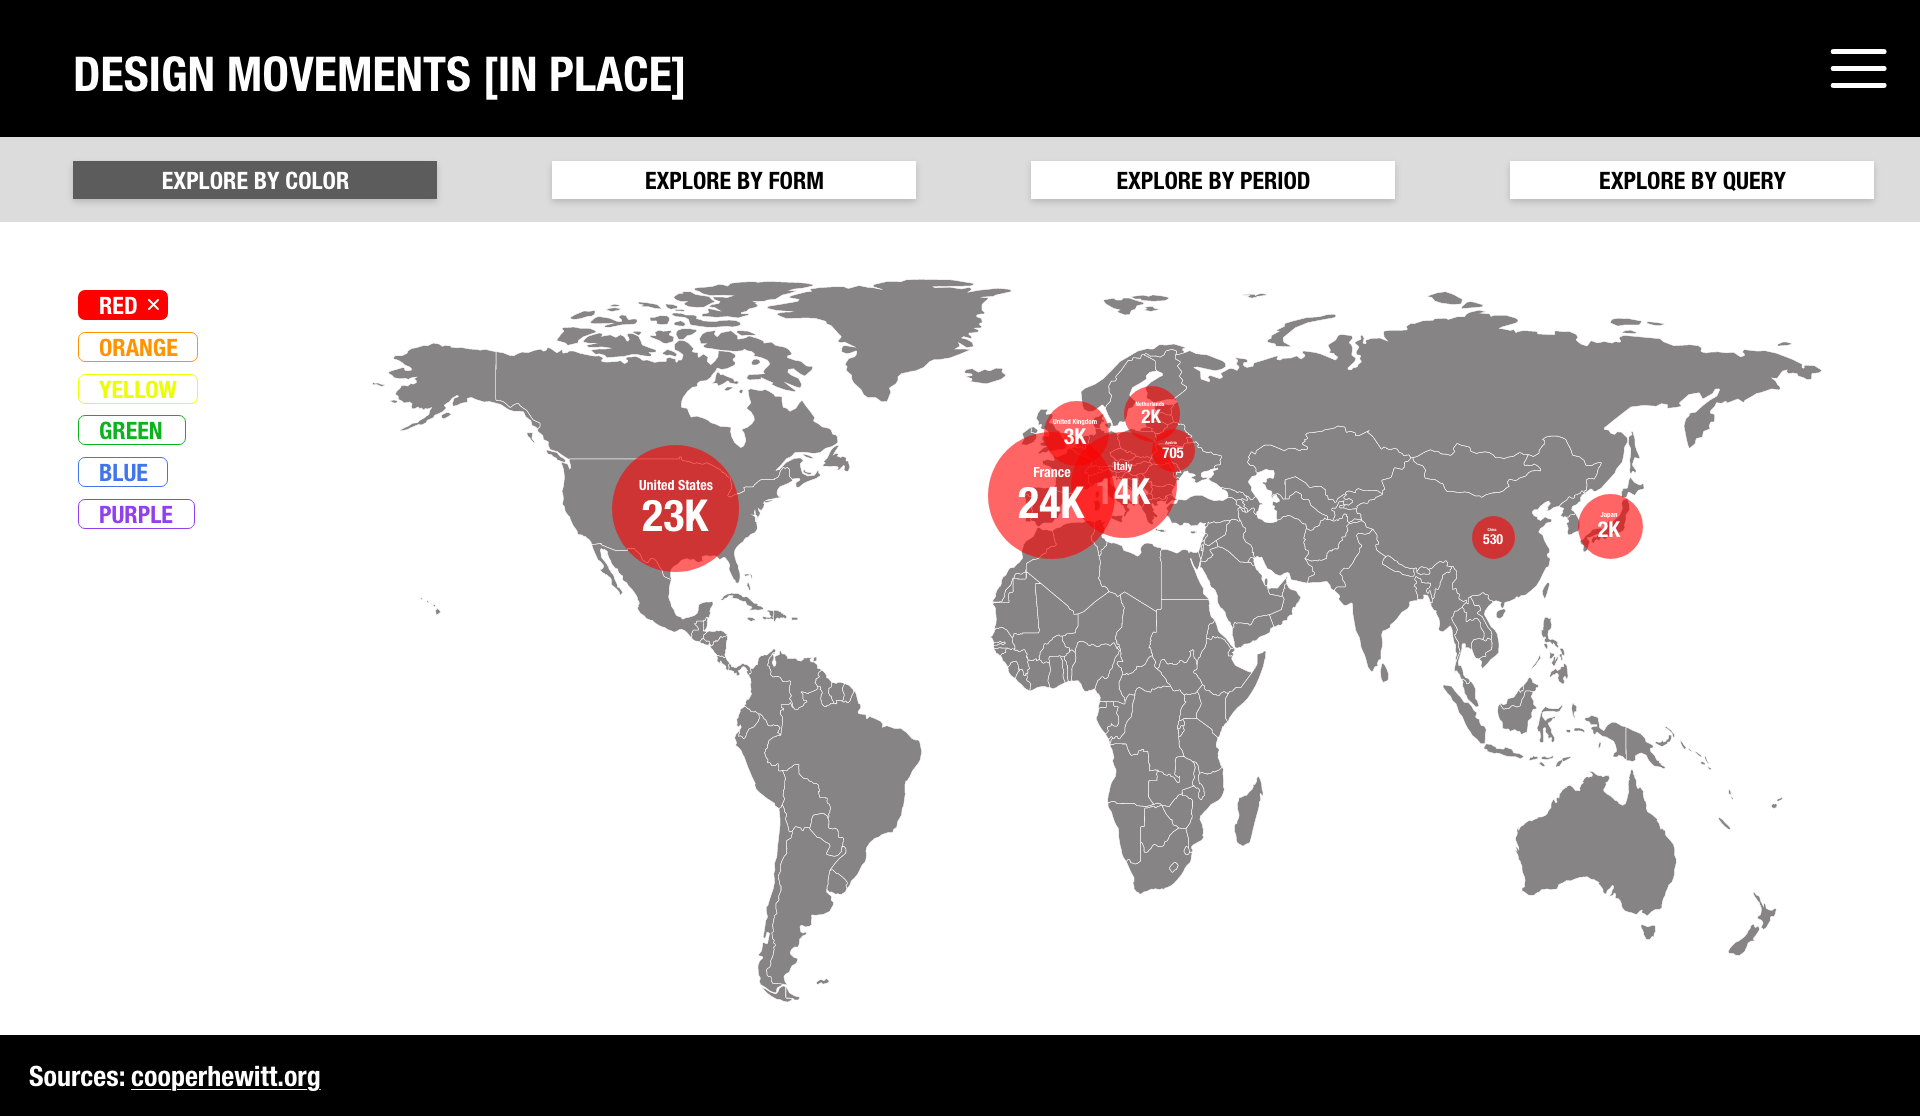 DESIGN MOVEMENTS [IN PLACE]
EXPLORE BY COLOR
EXPLORE BY FORM
EXPLORE BY PERIOD
EXPLORE BY QUERY
RED ×
ORANGE
YELLOW
GREEN
BLUE
PURPLE
United States
23K
France
24K
United Kingdom
3K
Netherlands
2K
Austria
705
Italy
14K
China
530
Japan
2K
Sources: cooperhewitt.org